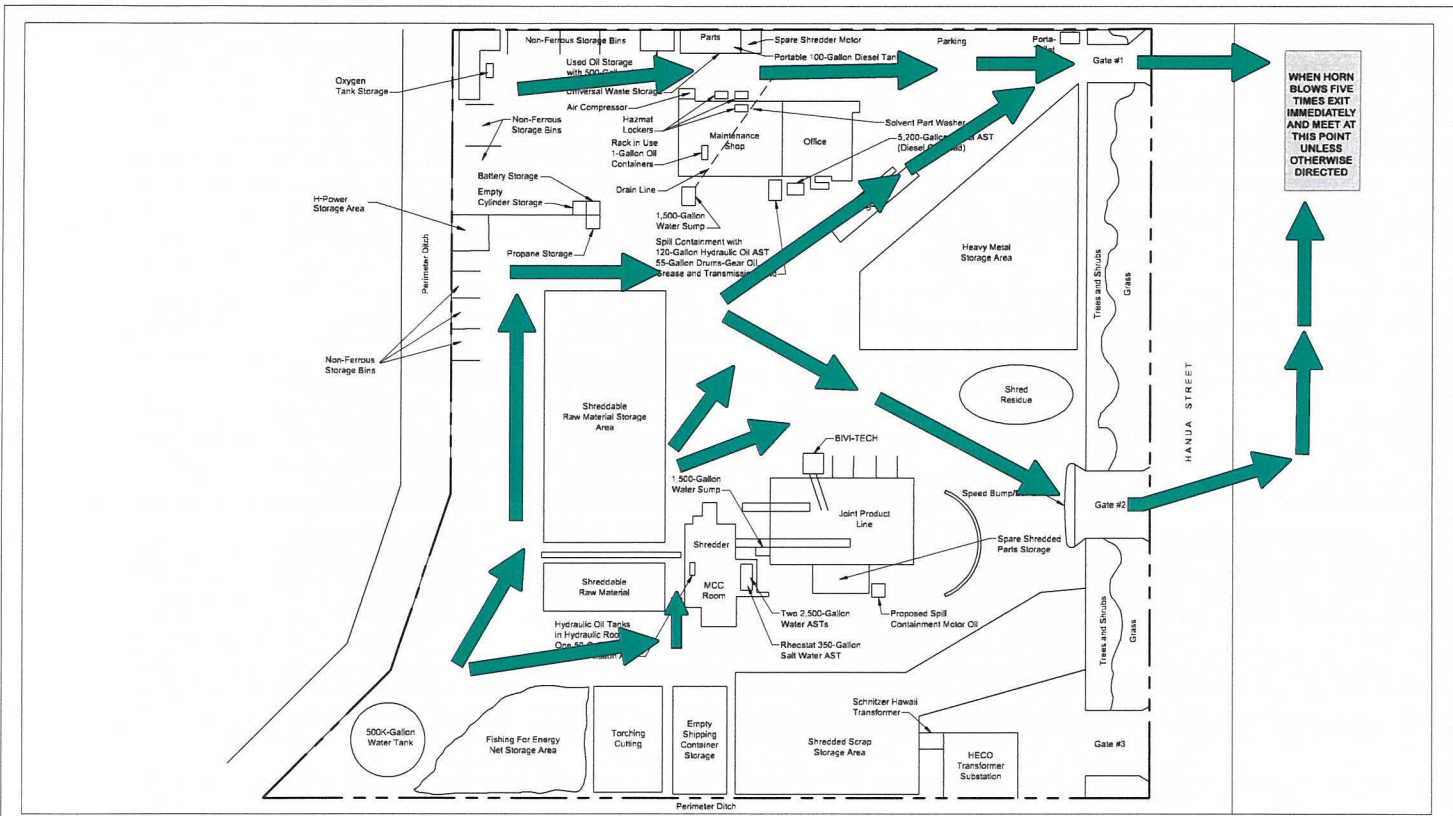 Non-Ferrous Storage Bins
Parts
Spare Shredder Motor
Portable 100-Gallon Diesel
Parking
Gate #1
Used Oil Storage
Oxygen
Tank Storage
Universal Waste Storage
Air Compressor
Hazmat
Lockers
Non-Ferrous
Storage Bins
Rack in Use
1-Gallon Oil
Containers
Maintenance
Shop
Office
Solvent Part Washer
AST
(Diesel
Battery Storage
Empty
Cylinder Storage
Drain Line
H-Power
Storage Area
1,500-Gallon
Water Sump
Propane Storage
Spill Containment with
120-Gallon Hydraulic Oil AST
55-Gallon Drums-Gear Oil
Grease and
Heavy Metal
Storage Area
Perimeter Ditch
Trees and Shrubs
Grass
WHEN HORN
BLOWS FIVE
TIMES EXIT
IMMEDIATELY
AND MEET AT
THIS POINT
UNLESS
OTHERWISE
DIRECTED
Non-Ferrous
Storage Bins
Shreddable
Raw Material Storage
Area
Shred
Residue
HANUA STREET
BIVI-TECH
1,500-Gallon
Water Sump
Joint Product
Line
Speed
Gate #2
Shredder
Spare Shredded
Parts Storage
Shreddable
Raw Material
MCC
Room
Two 2,500-Gallon
Water ASTs
Proposed Spill
Containment Motor Oil
Hydraulic Oil Tanks
in Hydraulic
One
Rheostat 350-Gallon
Salt Water AST
Trees and Shrubs
Grass
500K-Gallon
Water Tank
Fishing For Energy
Net Storage Area
Torching
Cutting
Empty
Shipping
Container
Storage
Shredded Scrap
Storage Area
Schnitzer Hawaii
Transformer
HECO
Transformer
Substation
Gate #3
Perimeter Ditch